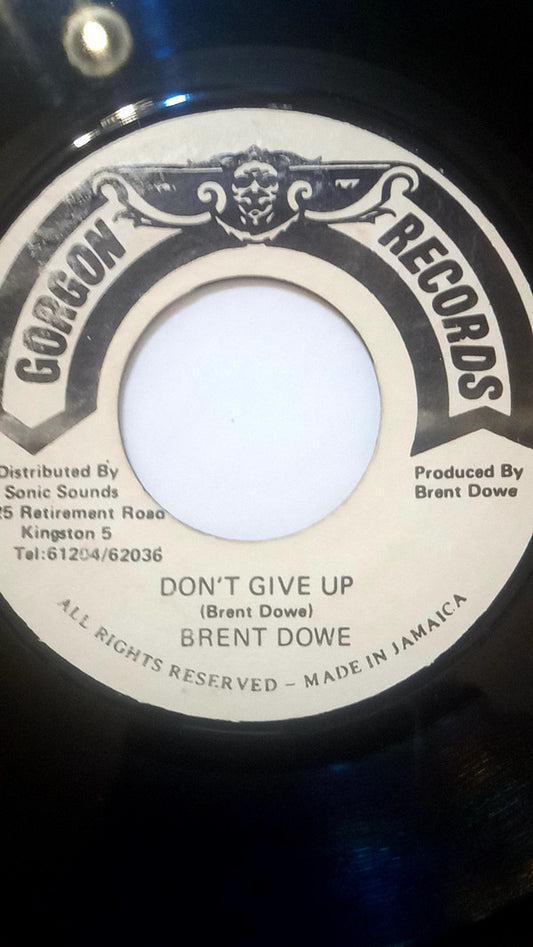 GORGON RECORDS
Distributed By
Sonic Sounds
25 Retirement Road
Kingston 5
Tel:61204/62036
Produced By
Brent Dowe
DON'T GIVE UP
(Brent Dowe)
BRENT DOWE
ALL RIGHTS RESERVED – MADE IN JAMAICA